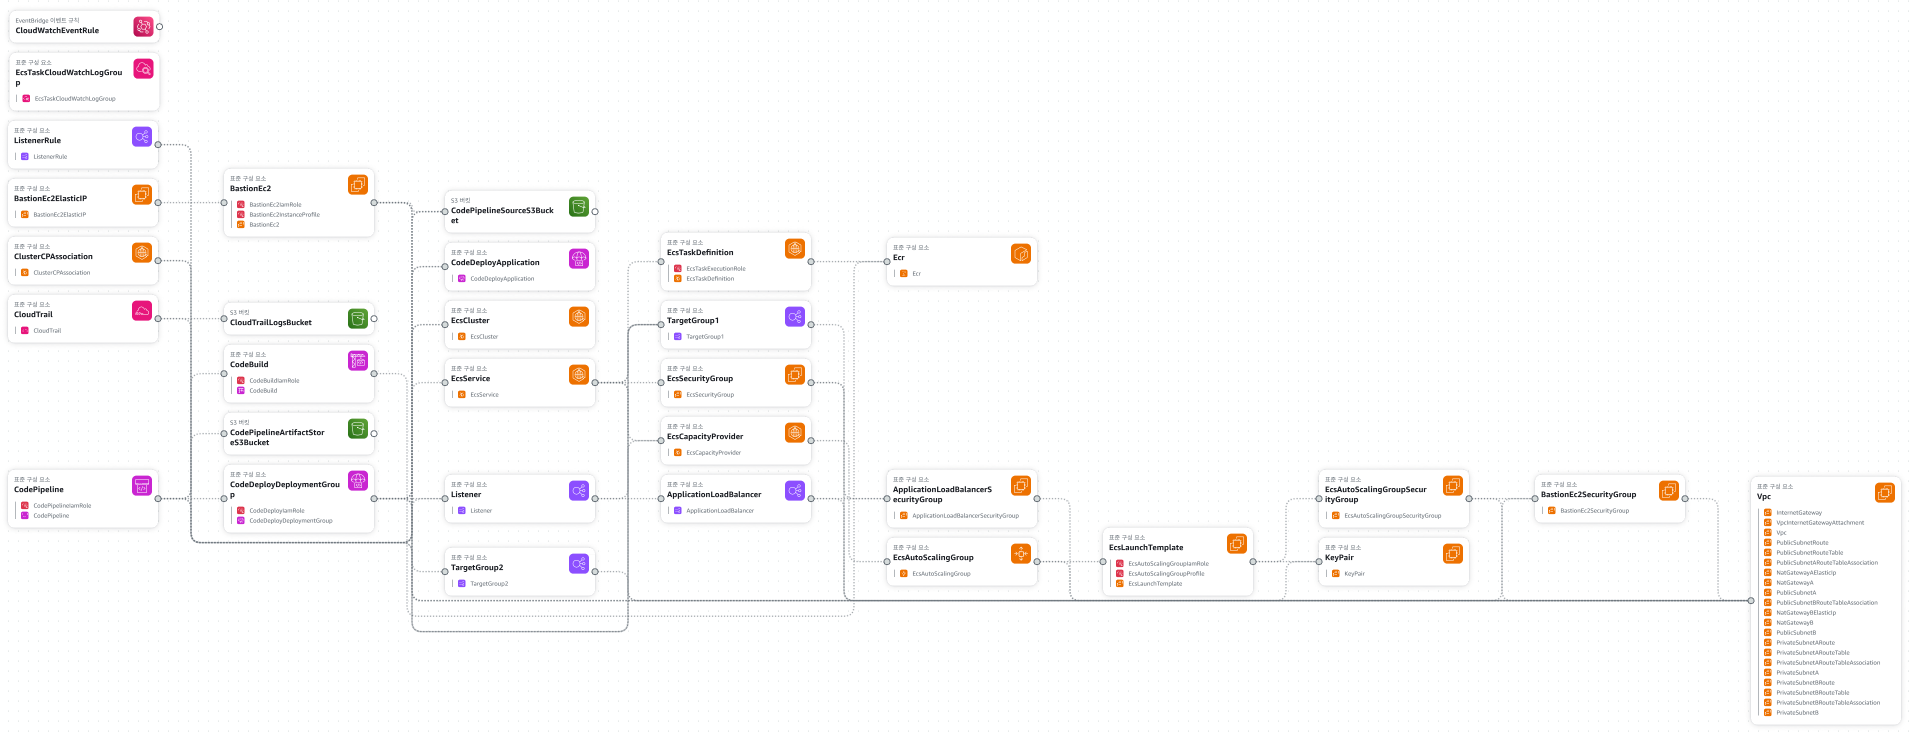 EventBridge 이벤트 규칙
CloudWatchEventRule
표준 구성 요소
EcsTaskCloudWatchLogGrou
p
EcsTaskCloudWatchLogGroup
표준 구성 요소
ListenerRule
ListenerRule
표준 구성 요소
BastionEc2ElasticIP
BastionEc2ElasticIP
표준 구성 요소
ClusterCPAssociation
ClusterCPAssociation
표준 구성 요소
CloudTrail
CloudTrail
표준 구성 요소
CodePipeline
CodePipelineIamRole
CodePipeline
표준 구성 요소
BastionEc2
BastionEc2IamRole
BastionEc2InstanceProfile
BastionEc2
S3 버킷
CloudTrailLogsBucket
표준 구성 요소
CodeBuild
CodeBuildIamRole
CodeBuild
S3 버킷
CodePipelineArtifactStor
eS3Bucket
표준 구성 요소
CodeDeployDeploymentGrou
p
CodeDeployIamRole
CodeDeployDeploymentGroup
S3 버킷
CodePipelineSourceS3Buck
et
표준 구성 요소
CodeDeployApplication
CodeDeployApplication
표준 구성 요소
EcsCluster
EcsCluster
표준 구성 요소
EcsService
EcsService
표준 구성 요소
Listener
Listener
표준 구성 요소
TargetGroup2
TargetGroup2
표준 구성 요소
EcsTaskDefinition
EcsTaskExecutionRole
EcsTaskDefinition
표준 구성 요소
TargetGroup1
TargetGroup1
표준 구성 요소
EcsSecurityGroup
EcsSecurityGroup
표준 구성 요소
EcsCapacityProvider
EcsCapacityProvider
표준 구성 요소
ApplicationLoadBalancer
ApplicationLoadBalancer
표준 구성 요소
Ecr
Ecr
표준 구성 요소
ApplicationLoadBalancerS
ecurityGroup
ApplicationLoadBalancerSecurityGroup
표준 구성 요소
EcsAutoScalingGroup
EcsAutoScalingGroup
표준 구성 요소
EcsLaunchTemplate
EcsAutoScalingGroupIamRole
EcsAutoScalingGroupProfile
EcsLaunchTemplate
표준 구성 요소
EcsAutoScalingGroupSecur
ityGroup
EcsAutoScalingGroupSecurityGroup
표준 구성 요소
KeyPair
KeyPair
표준 구성 요소
BastionEc2SecurityGroup
BastionEc2SecurityGroup
표준 구성 요소
Vpc
InternetGateway
VpcInternetGatewayAttachment
Vpc
PublicSubnetRoute
PublicSubnetRouteTable
PublicSubnetARouteTableAssociation
NatGatewayAElasticIp
NatGatewayA
PublicSubnetA
PublicSubnetBRouteTableAssociation
NatGatewayBElasticIp
NatGatewayB
PublicSubnetB
PrivateSubnetARoute
PrivateSubnetARouteTable
PrivateSubnetARouteTableAssociation
PrivateSubnetA
PrivateSubnetBRoute
PrivateSubnetBRouteTable
PrivateSubnetBRouteTableAssociation
PrivateSubnetB